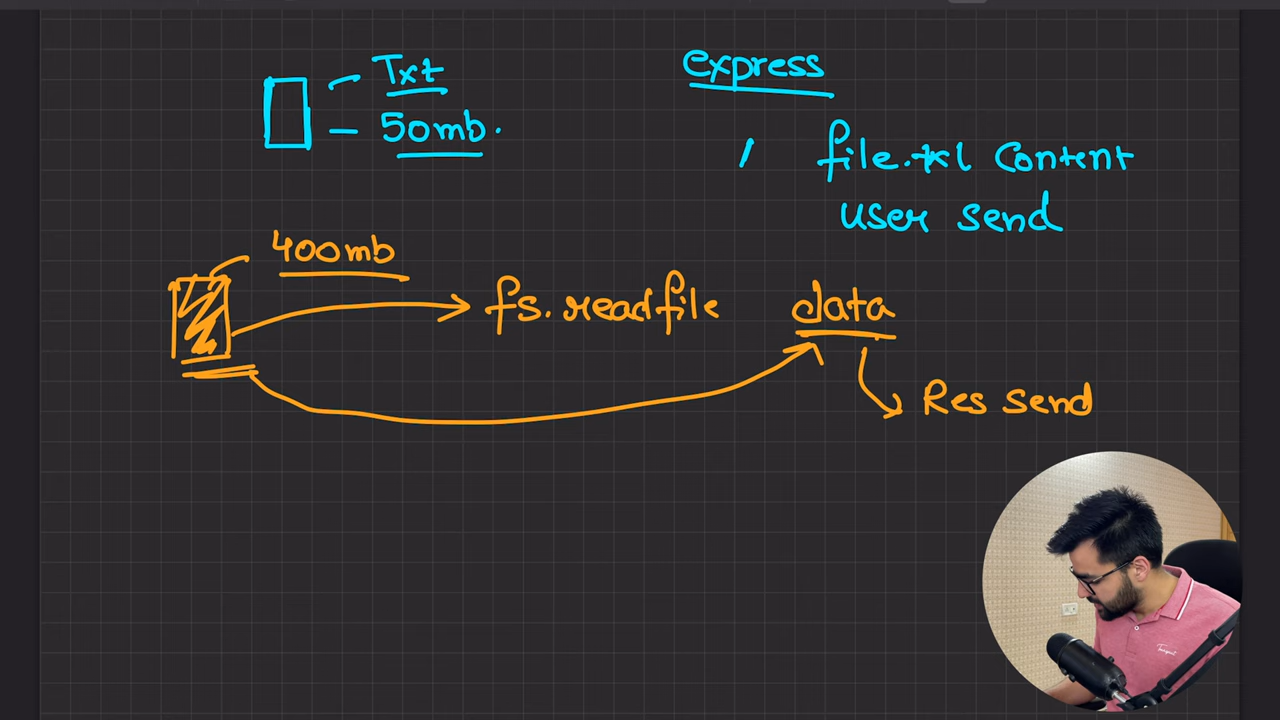 Txt
50mb.
express
/ file.txt Content
user send
400mb
fs.readfile
data
Res send